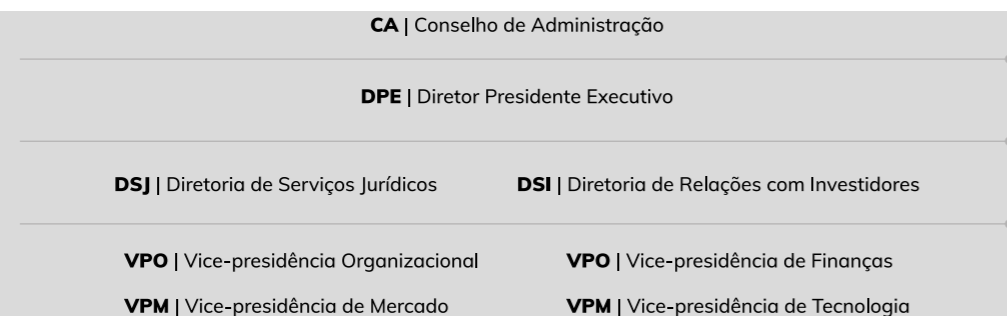 CA | Conselho de Administração
DPE | Diretor Presidente Executivo
DSJ | Diretoria de Serviços Jurídicos
DSI | Diretoria de Relações com Investidores
VPO | Vice-presidência Organizacional
VPO | Vice-presidência de Finanças
VPM | Vice-presidência de Mercado
VPM | Vice-presidência de Tecnologia